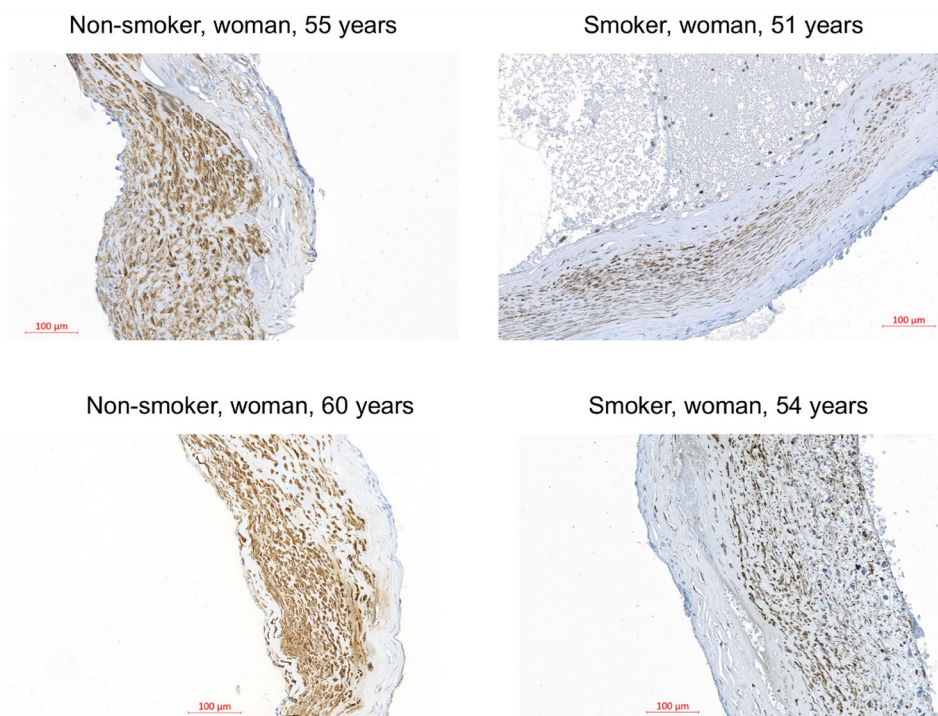 Non-smoker, woman, 55 years
Smoker, woman, 51 years
100 µm
100 µm
Non-smoker, woman, 60 years
Smoker, woman, 54 years
100 µm
100 µm